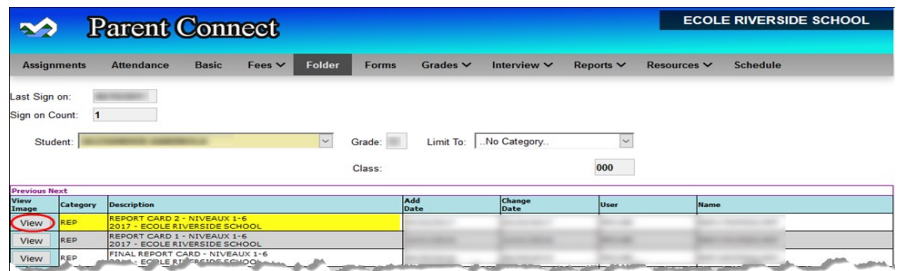 Parent Connect
ECOLE RIVERSIDE SCHOOL
Assignments Attendance Basic Fees Folder Forms Grades Interview Reports Resources Schedule
Last Sign on:
Sign on Count: 1
Student: Grade: Limit To: ..No Category..
Class: 000
Previous Next
View Image Category Description Add Date Change Date User Name
View REP REPORT CARD 2 - NIVEAUX 1-6
2017 - ECOLE RIVERSIDE SCHOOL
View REP REPORT CARD 1 - NIVEAUX 1-6
2017 - ECOLE RIVERSIDE SCHOOL
View REP FINAL REPORT CARD - NIVEAUX 1-6
- ECOLE RIVERSIDE SCHOOL